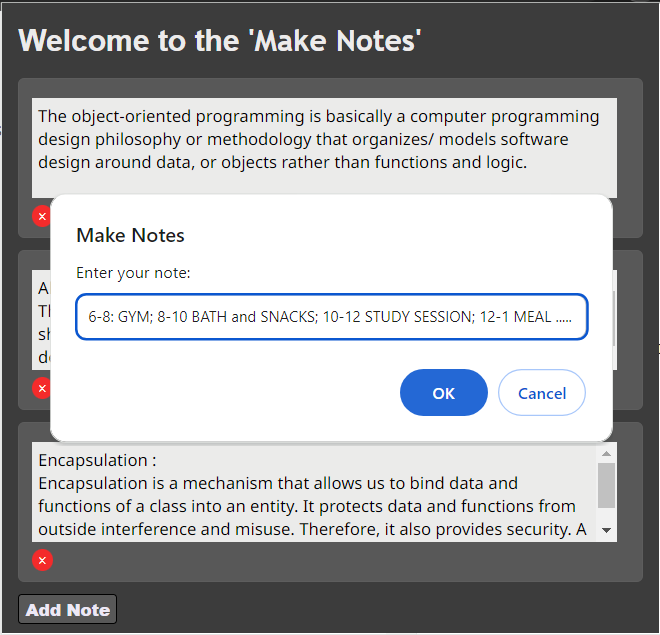 Welcome to the 'Make Notes'
The object-oriented programming is basically a computer programming
design philosophy or methodology that organizes/ models software
design around data, or objects rather than functions and logic.
Make Notes
Enter your note:
6-8: GYM; 8-10 BATH and SNACKS; 10-12 STUDY SESSION; 12-1 MEAL .....
OK
Cancel
Encapsulation :
Encapsulation is a mechanism that allows us to bind data and
functions of a class into an entity. It protects data and functions from
outside interference and misuse. Therefore, it also provides security. A
Add Note